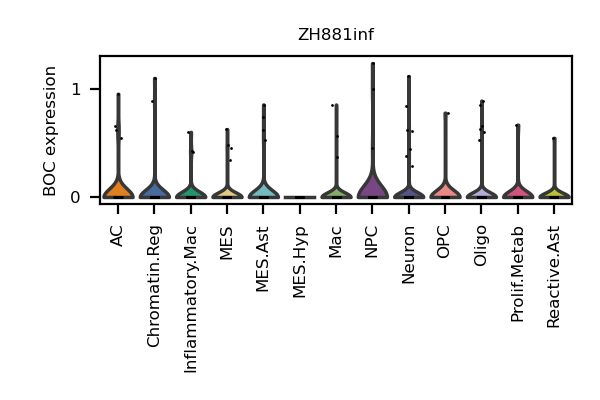 ZH881inf
BOC expression
1
0
AC
Chromatin.Reg
Inflammatory.Mac
MES
MES.Ast
MES.Hyp
Mac
NPC
Neuron
OPC
Oligo
Prolif.Metab
Reactive.Ast